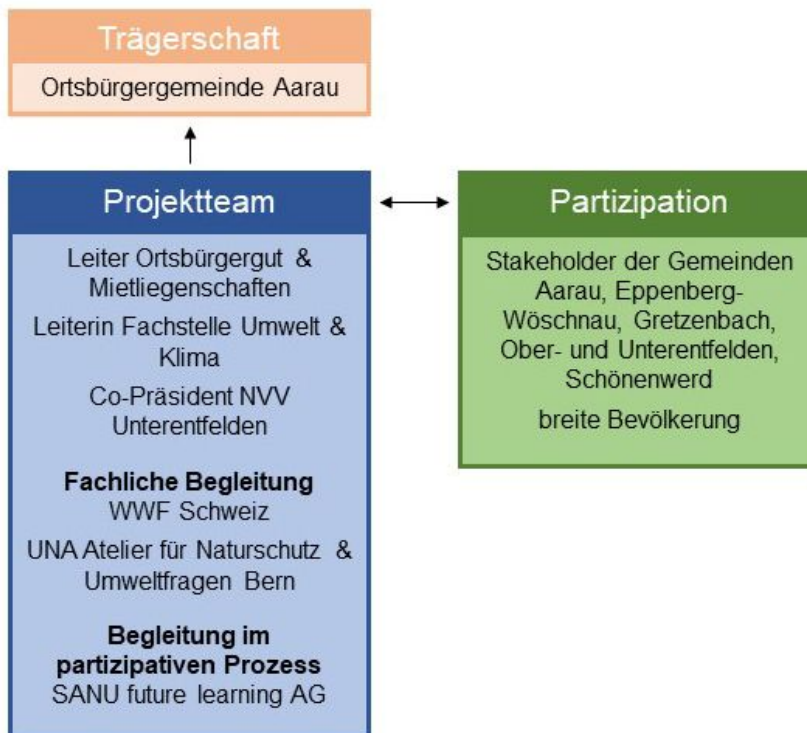 Trägerschaft
Ortsbürgergemeinde Aarau
Projektteam
Leiter Ortsbürgergut &
Mietliegenschaften
Leiterin Fachstelle Umwelt &
Klima
Co-Präsident NVV
Unterentfelden
Fachliche Begleitung
WWF Schweiz
UNA Atelier für Naturschutz &
Umweltfragen Bern
Begleitung im
partizipativen Prozess
SANU future learning AG
Partizipation
Stakeholder der Gemeinden
Aarau, Eppenberg-
Wöschnau, Gretzenbach,
Ober- und Unterentfelden,
Schönenwerd
breite Bevölkerung